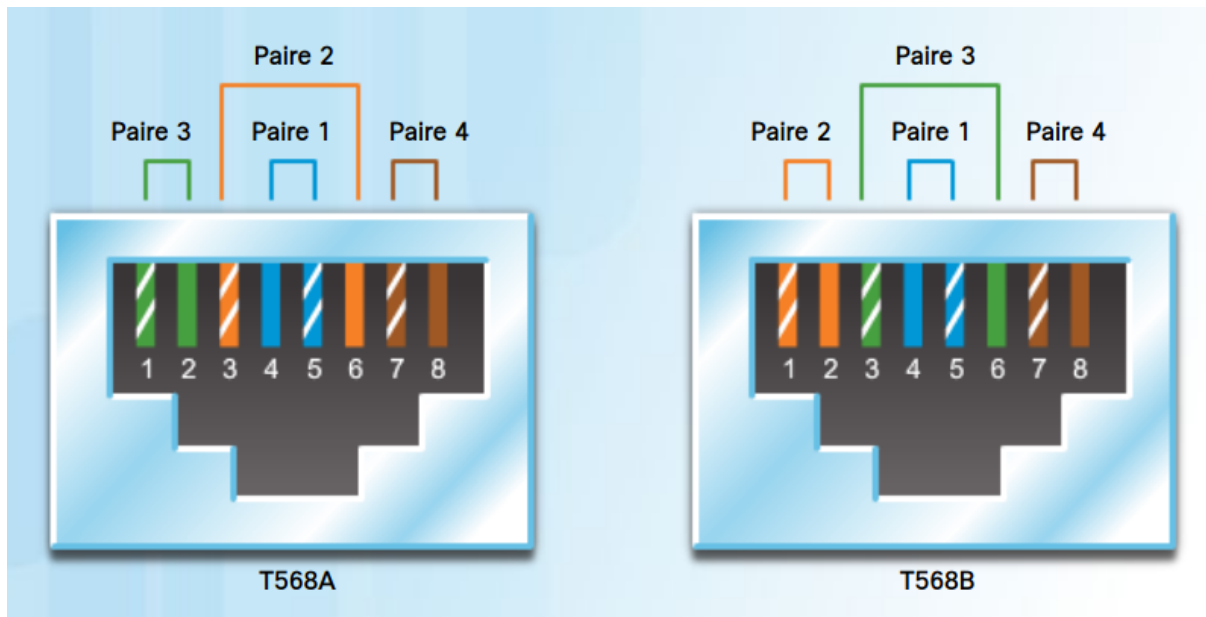 Paire 2
Paire 3 Paire 1 Paire 4
1 2 3 4 5 6 7 8
T568A
Paire 3
Paire 2 Paire 1 Paire 4
1 2 3 4 5 6 7 8
T568B